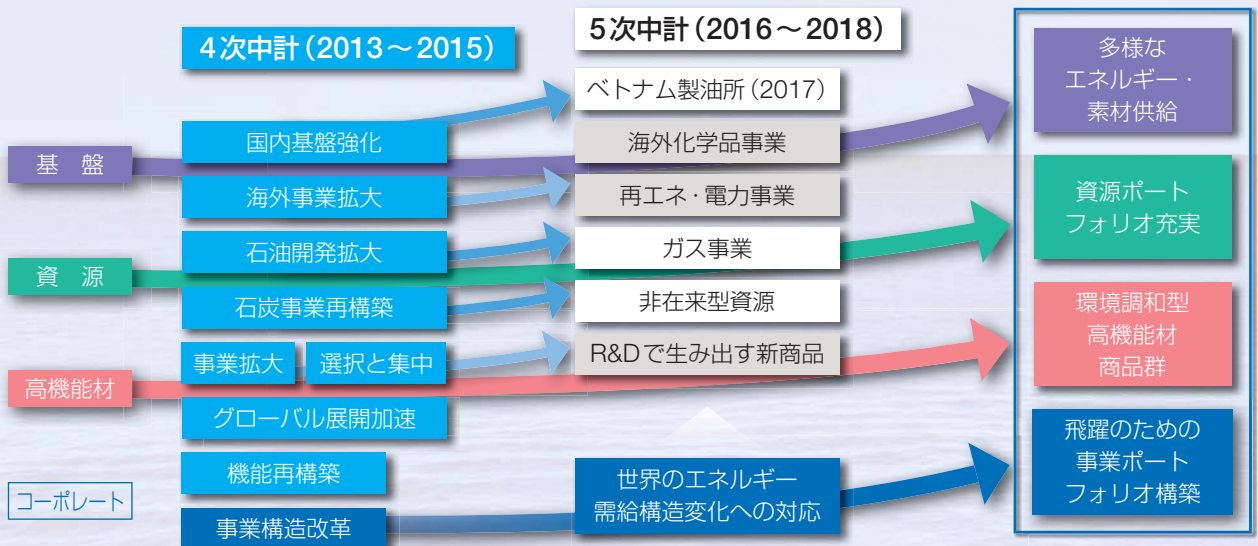 4次中計(2013〜2015)
5次中計(2016〜2018)
基 盤
国内基盤強化
海外事業拡大
ベトナム製油所(2017)
海外化学品事業
再エネ・電力事業
多様な
エネルギー・
素材供給
資 源
石油開発拡大
石炭事業再構築
ガス事業
非在来型資源
資源ポート
フォリオ充実
高機能材
事業拡大
選択と集中
グローバル展開加速
R&Dで生み出す新商品
環境調和型
高機能材
商品群
コーポレート
機能再構築
事業構造改革
世界のエネルギー
需給構造変化への対応
飛躍のための
事業ポート
フォリオ構築